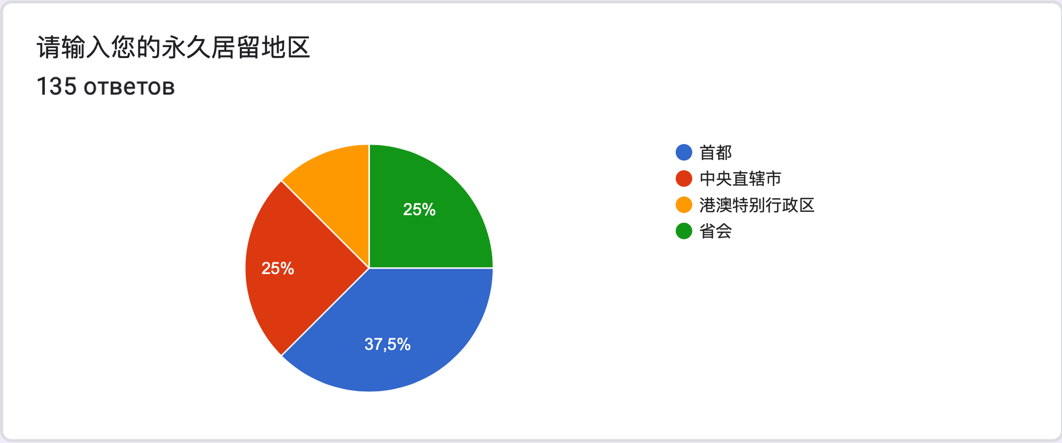 请输入您的永久居留地区
135 ответов
首都
中央直辖市
港澳特别行政区
省会
25%
25%
37,5%